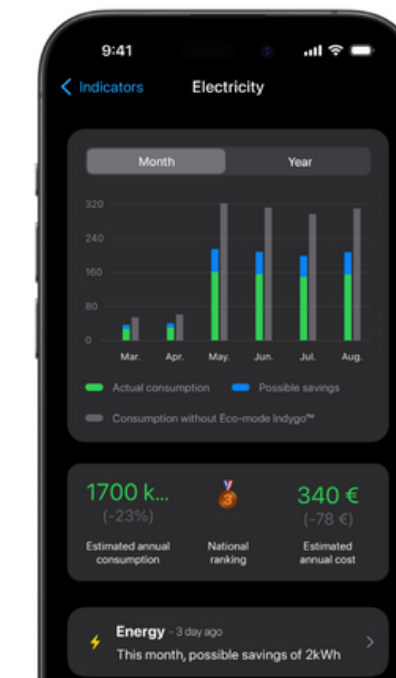 9:41
Indicators
Electricity
Month
Year
320
240
160
80
0
Mar.
Apr.
May.
Jun.
Jul.
Aug.
Actual consumption
Possible savings
Consumption without Eco-mode Indygo™
1700 k...
(-23%)
Estimated annual
consumption
3
National
ranking
340 €
(-78 €)
Estimated
annual cost
Energy - 3 day ago
This month, possible savings of 2kWh